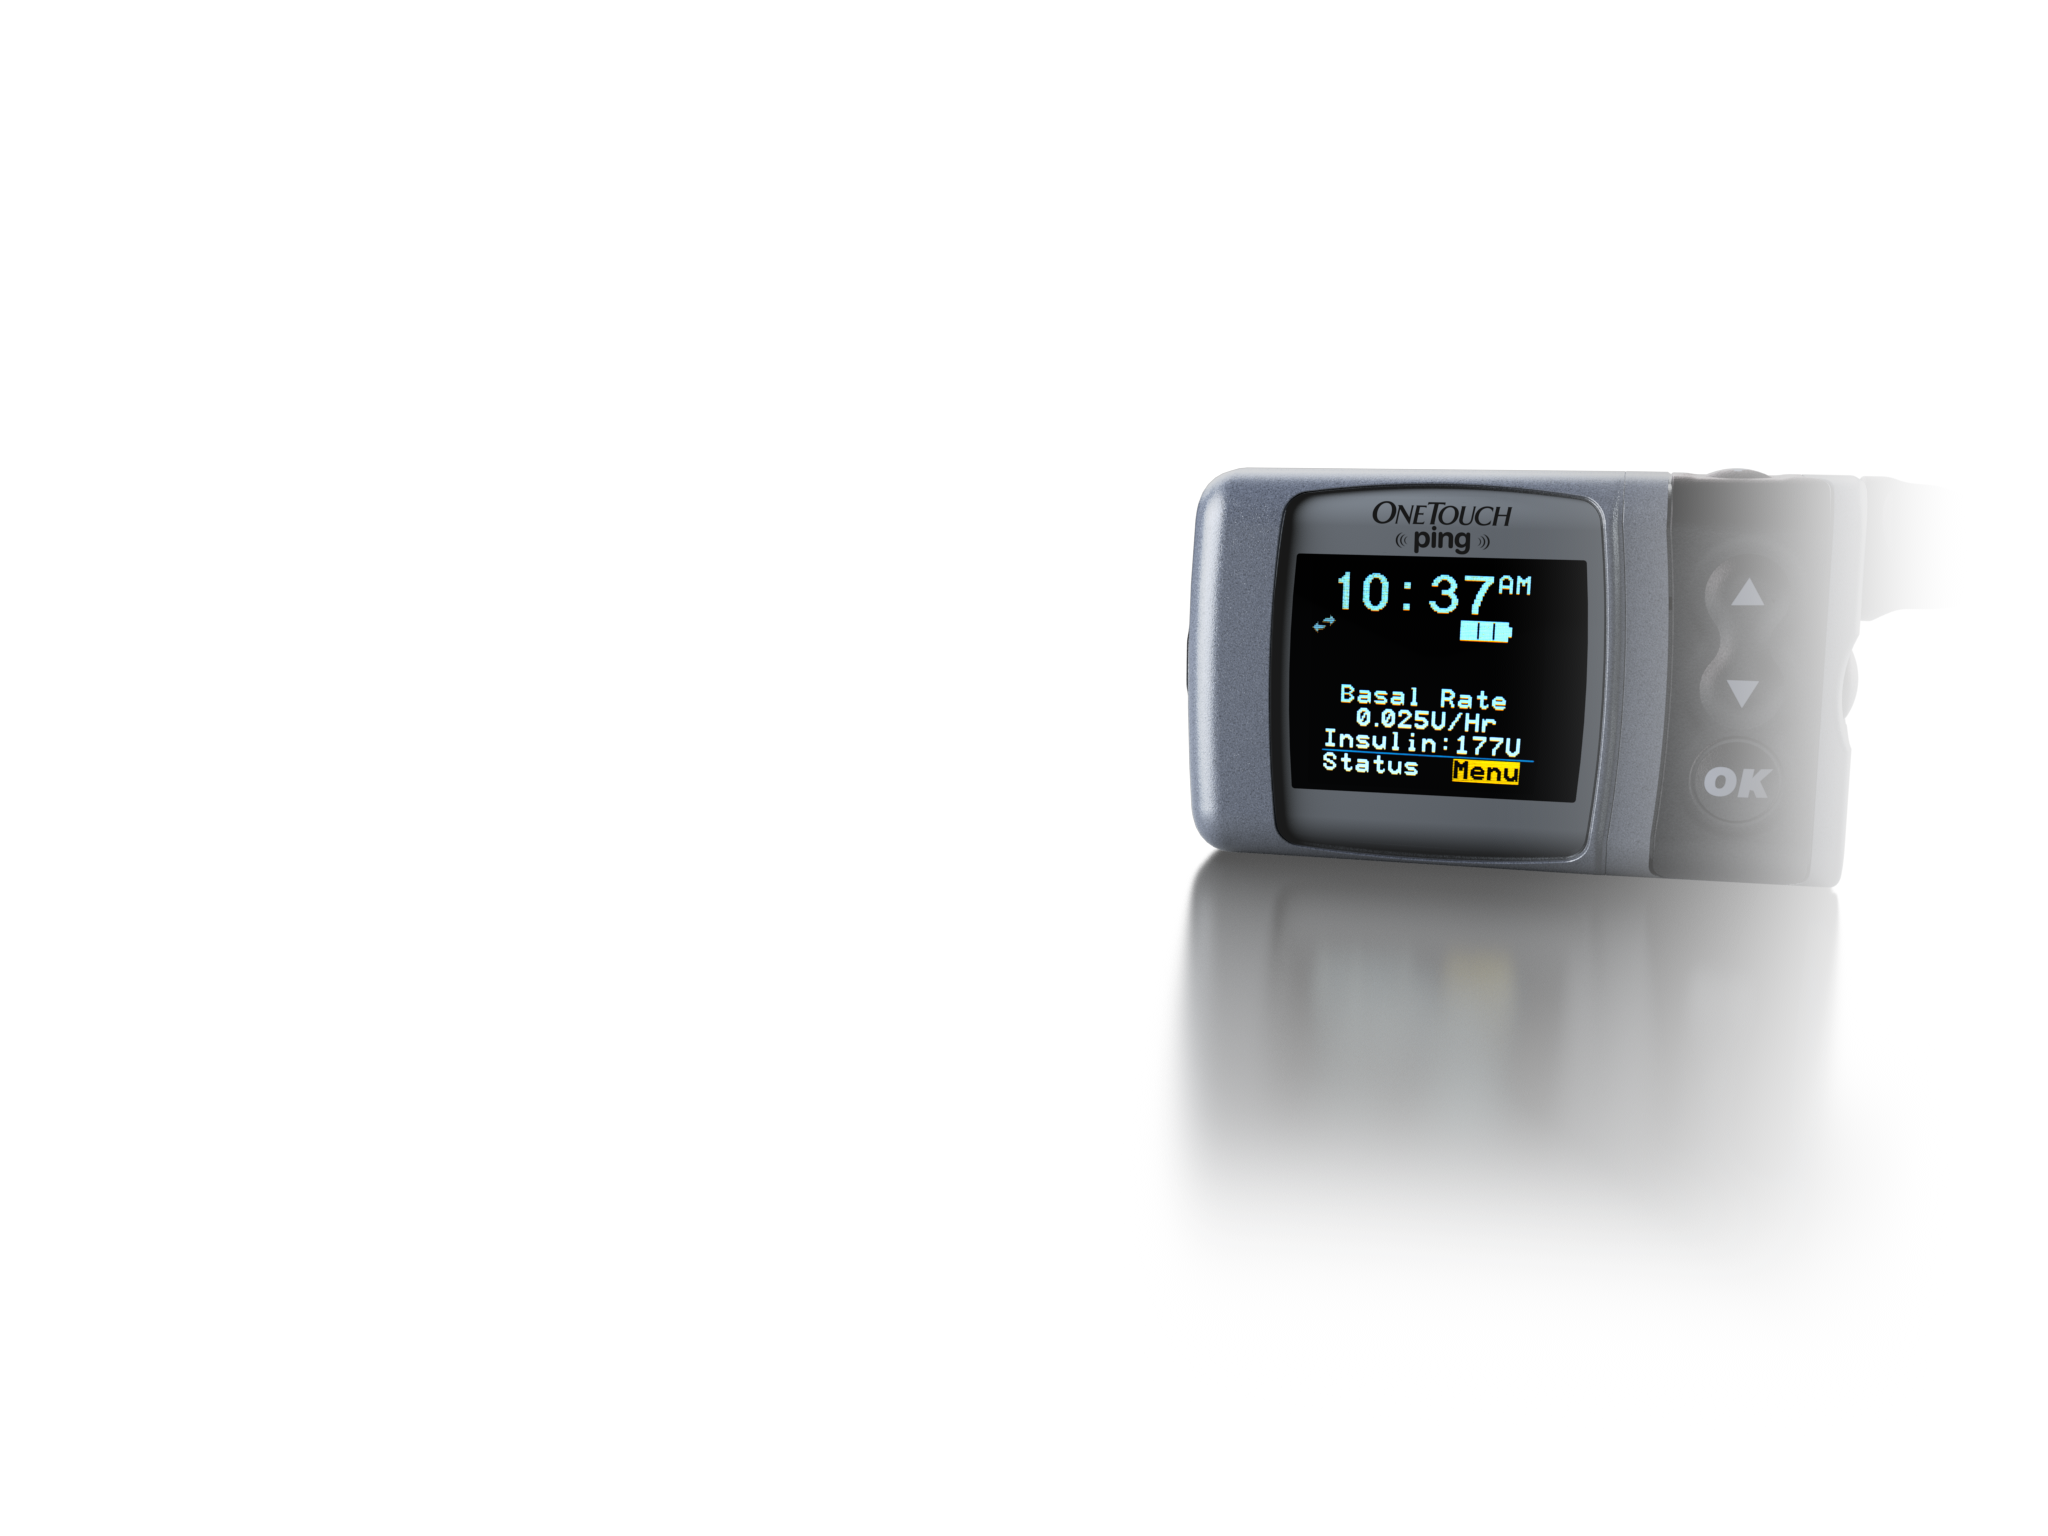 ONETOUCH
ping
10:37AM
Basal Rate
0.025U/Hr
Insulin:177U
Status Menu
OK